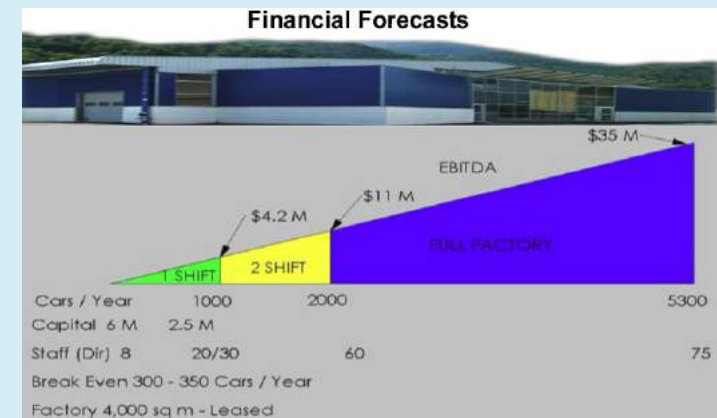 Financial Forecasts
$35 M
EBITDA
$11 M
$4.2 M
FULL FACTORY
2 SHIFT
1 SHIFT
Cars / Year 1000 2000 5300
Capital 6 M 2.5 M
Staff (Dir) 8 20/30 60 75
Break Even 300 - 350 Cars / Year
Factory 4,000 sq m - Leased